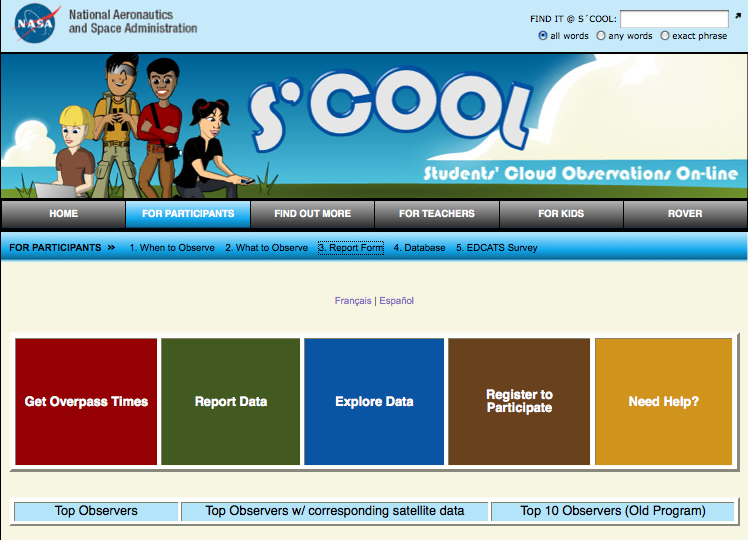 NASA
National Aeronautics
and Space Administration
FIND IT @ S´COOL:
all words any words exact phrase
S'COOL
Students' Cloud Observations On-Line
HOME FOR PARTICIPANTS FIND OUT MORE FOR TEACHERS FOR KIDS ROVER
FOR PARTICIPANTS » 1. When to Observe 2. What to Observe 3. Report Form 4. Database 5. EDCATS Survey
Français | Español
Get Overpass Times
Report Data
Explore Data
Register to
Participate
Need Help?
Top Observers
Top Observers w/ corresponding satellite data
Top 10 Observers (Old Program)